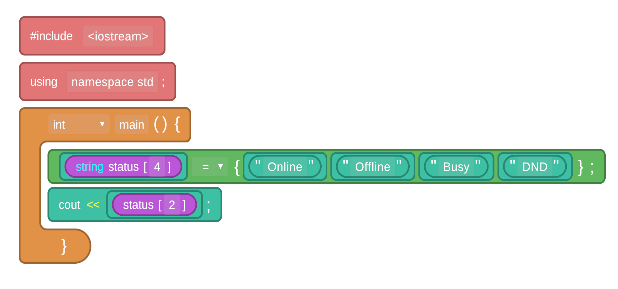 #include <iostream>
using namespace std ;
int main ( ) {
string status [ 4 ] = { " Online " " Offline " " Busy " " DND " } ;
cout << status [ 2 ] ;
}